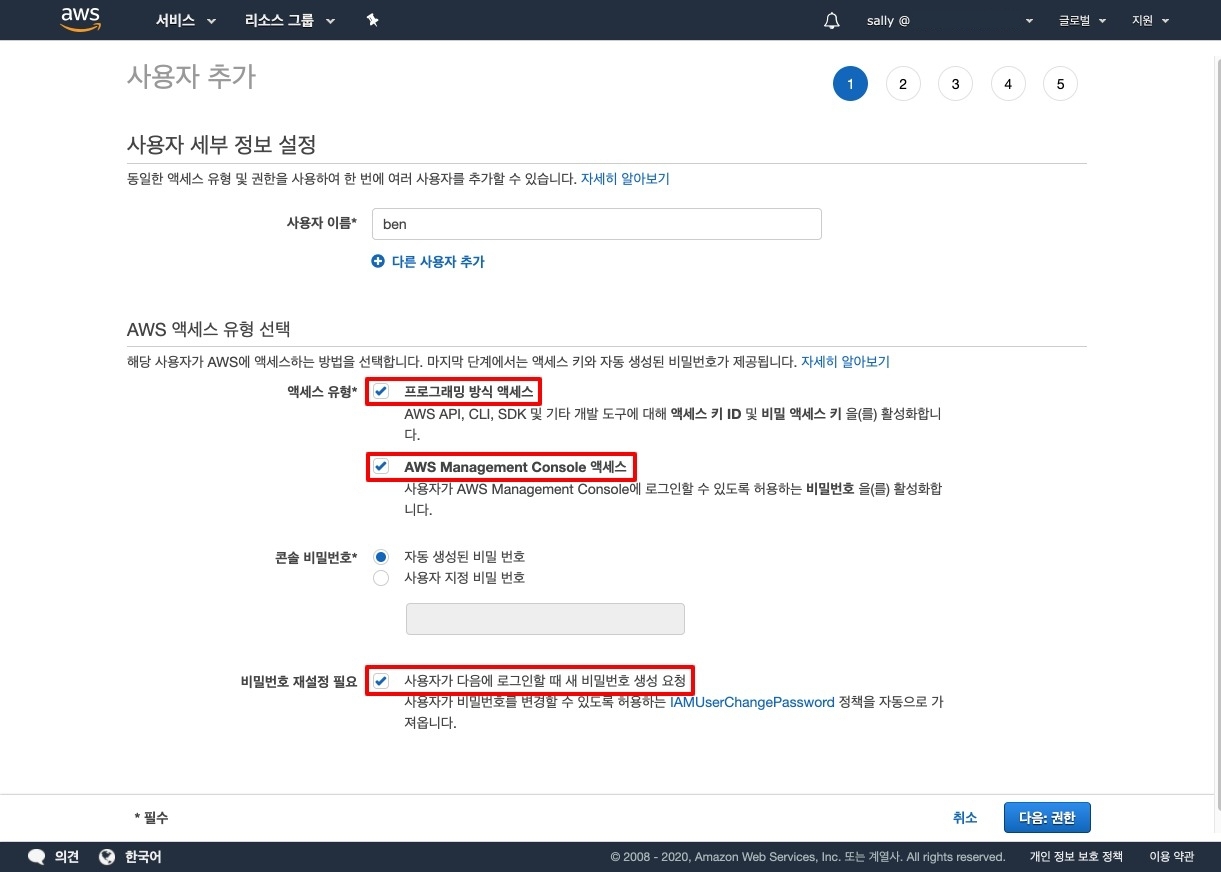 aws 서비스 리소스 그룹 sally @ 글로벌 지원
사용자 추가 1 2 3 4 5
사용자 세부 정보 설정
동일한 액세스 유형 및 권한을 사용하여 한 번에 여러 사용자를 추가할 수 있습니다. 자세히 알아보기
사용자 이름* ben
다른 사용자 추가
AWS 액세스 유형 선택
해당 사용자가 AWS에 액세스하는 방법을 선택합니다. 마지막 단계에서는 액세스 키와 자동 생성된 비밀번호가 제공됩니다. 자세히 알아보기
액세스 유형* 프로그래밍 방식 액세스
AWS API, CLI, SDK 및 기타 개발 도구에 대해 액세스 키 ID 및 비밀 액세스 키 을(를) 활성화합니
다.
AWS Management Console 액세스
사용자가 AWS Management Console에 로그인할 수 있도록 허용하는 비밀번호 을(를) 활성화합
니다.
콘솔 비밀번호* 자동 생성된 비밀 번호
사용자 지정 비밀 번호
비밀번호 재설정 필요 사용자가 다음에 로그인할 때 새 비밀번호 생성 요청
사용자가 비밀번호를 변경할 수 있도록 허용하는 IAMUserChangePassword 정책을 자동으로 가
져옵니다.
* 필수 취소 다음: 권한
의견 한국어 © 2008 - 2020, Amazon Web Services, Inc. 또는 계열사. All rights reserved. 개인 정보 보호 정책 이용 약관